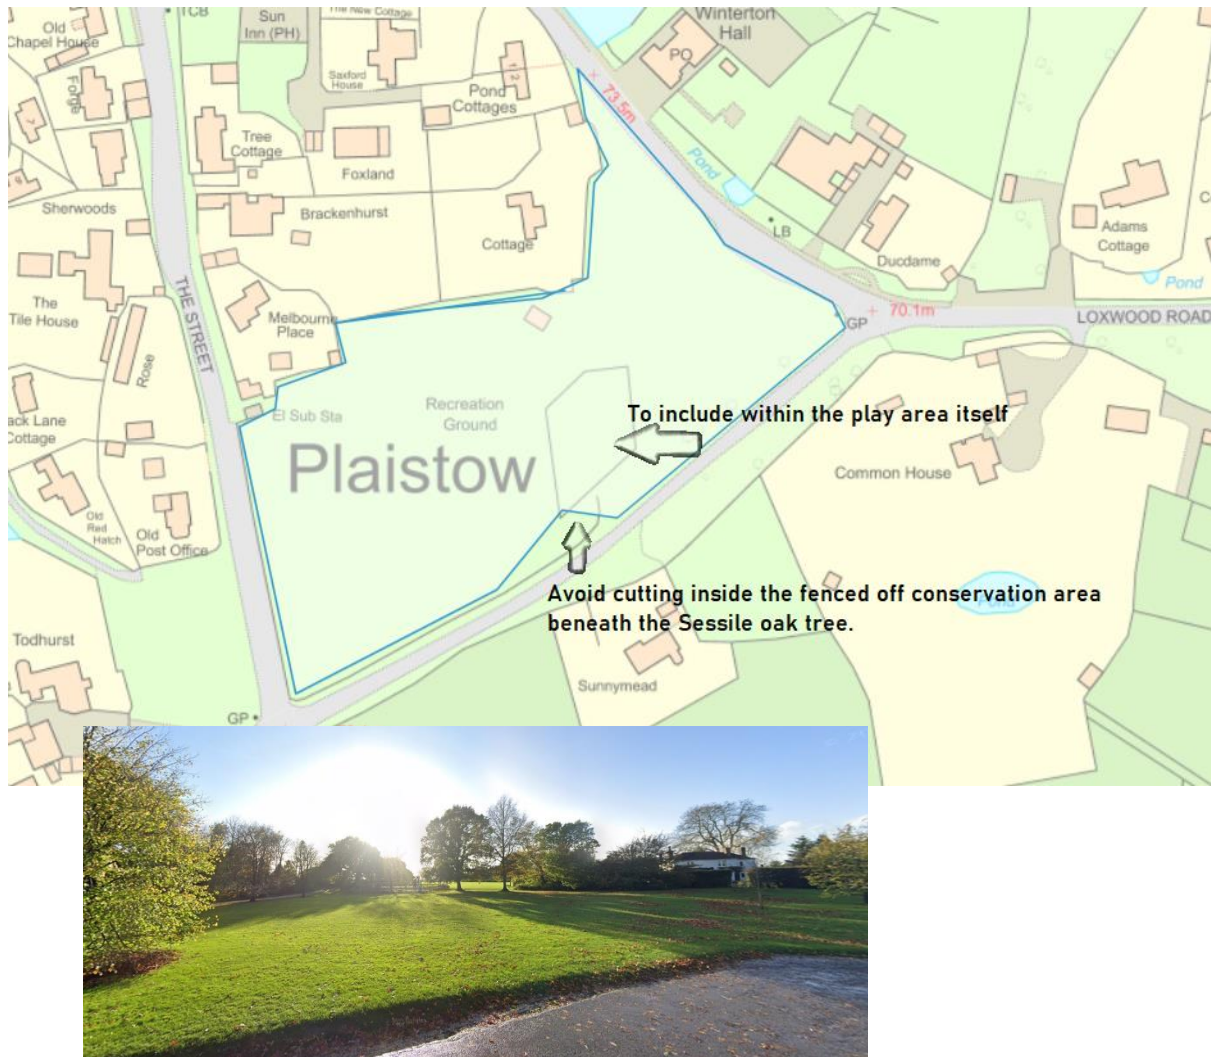 TCB
Sun
Inn (PH)
The New Cottage
Winterton
Hall
Old
Chapel House
PO
Saxford
House
1
2
Pond
Cottages
73.5m
Forge
7
Tree
Cottage
Foxland
Pond
Sherwoods
Brackenhurst
Cottage
LB
Adams
Cottage
Ducdame
Pond
THE STREET
The
Tile House
Melbourne
Place
70.1m
GP
LOXWOOD ROAD
Rose
El Sub Sta
Recreation
Ground
To include within the play area itself
ack Lane
Cottage
Plaistow
Common House
Old
Red
Hatch
Old
Post Office
Avoid cutting inside the fenced off conservation area
beneath the Sessile oak tree.
Pond
Todhurst
Sunnymead
GP